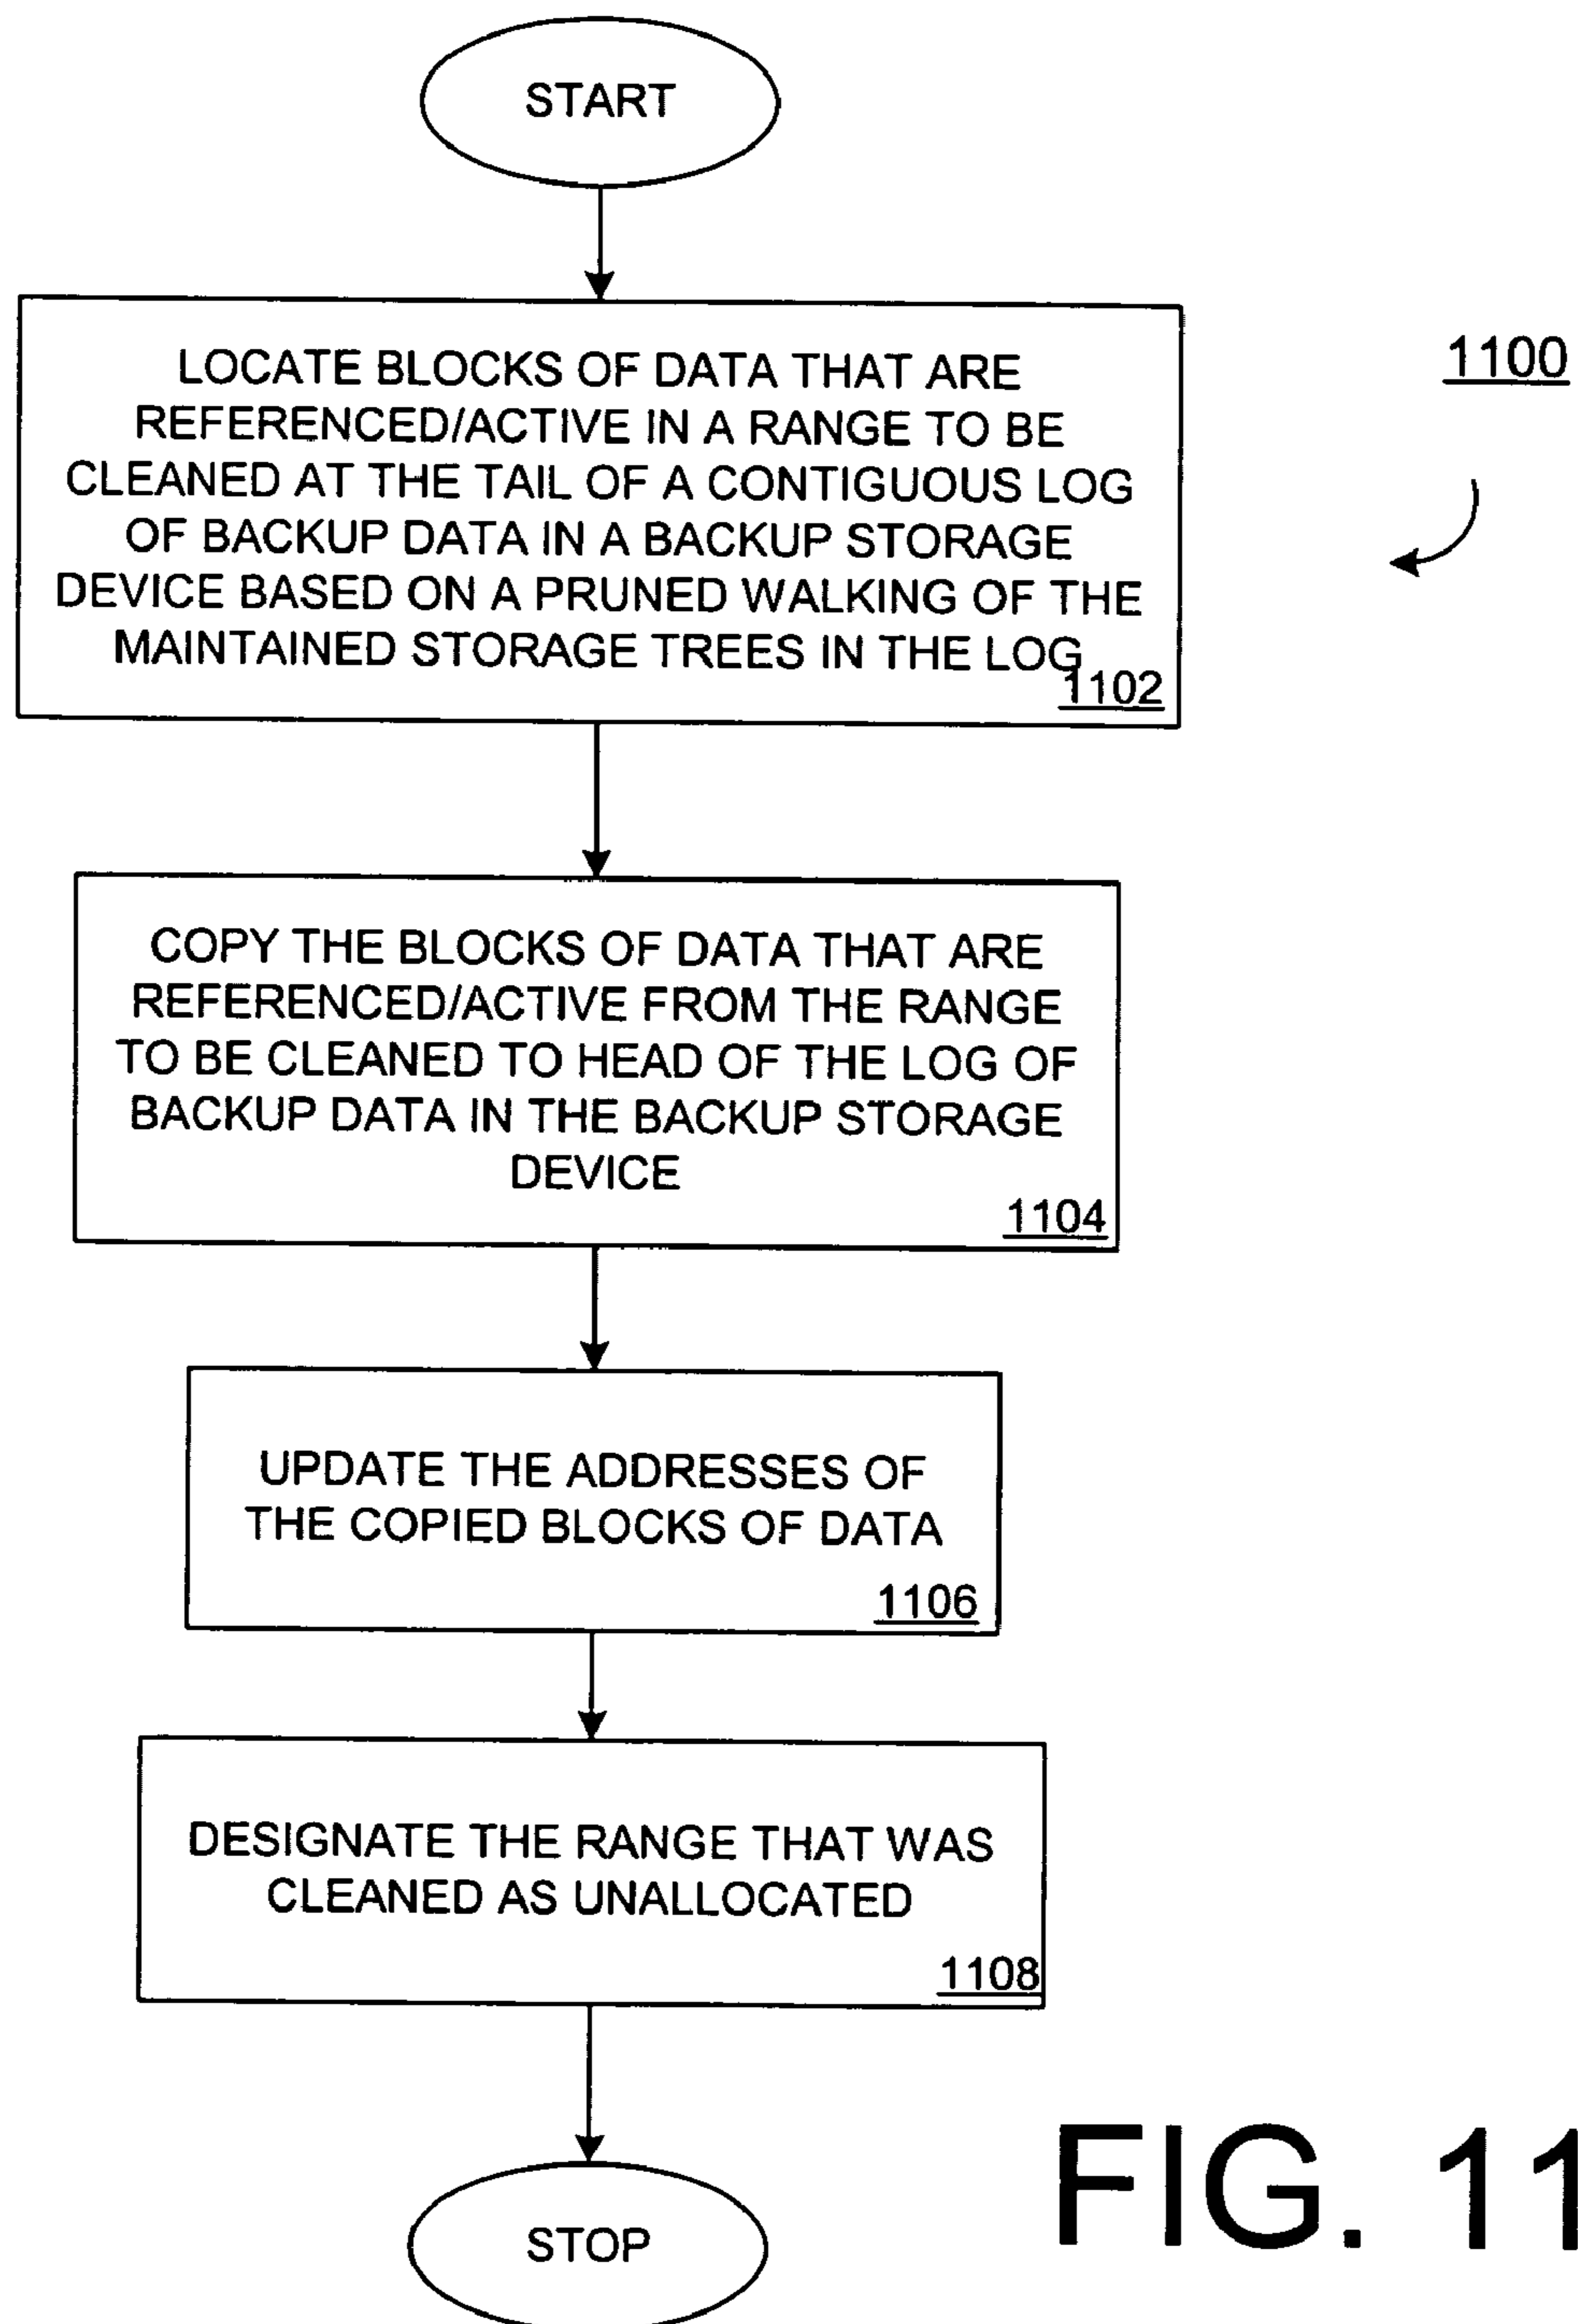 START
LOCATE BLOCKS OF DATA THAT ARE
REFERENCED/ACTIVE IN A RANGE TO BE
CLEANED AT THE TAIL OF A CONTIGUOUS LOG
OF BACKUP DATA IN A BACKUP STORAGE
DEVICE BASED ON A PRUNED WALKING OF THE
MAINTAINED STORAGE TREES IN THE LOG
1102
1100
COPY THE BLOCKS OF DATA THAT ARE
REFERENCED/ACTIVE FROM THE RANGE
TO BE CLEANED TO HEAD OF THE LOG OF
BACKUP DATA IN THE BACKUP STORAGE
DEVICE
1104
UPDATE THE ADDRESSES OF
THE COPIED BLOCKS OF DATA
1106
DESIGNATE THE RANGE THAT WAS
CLEANED AS UNALLOCATED
1108
STOP
FIG. 11